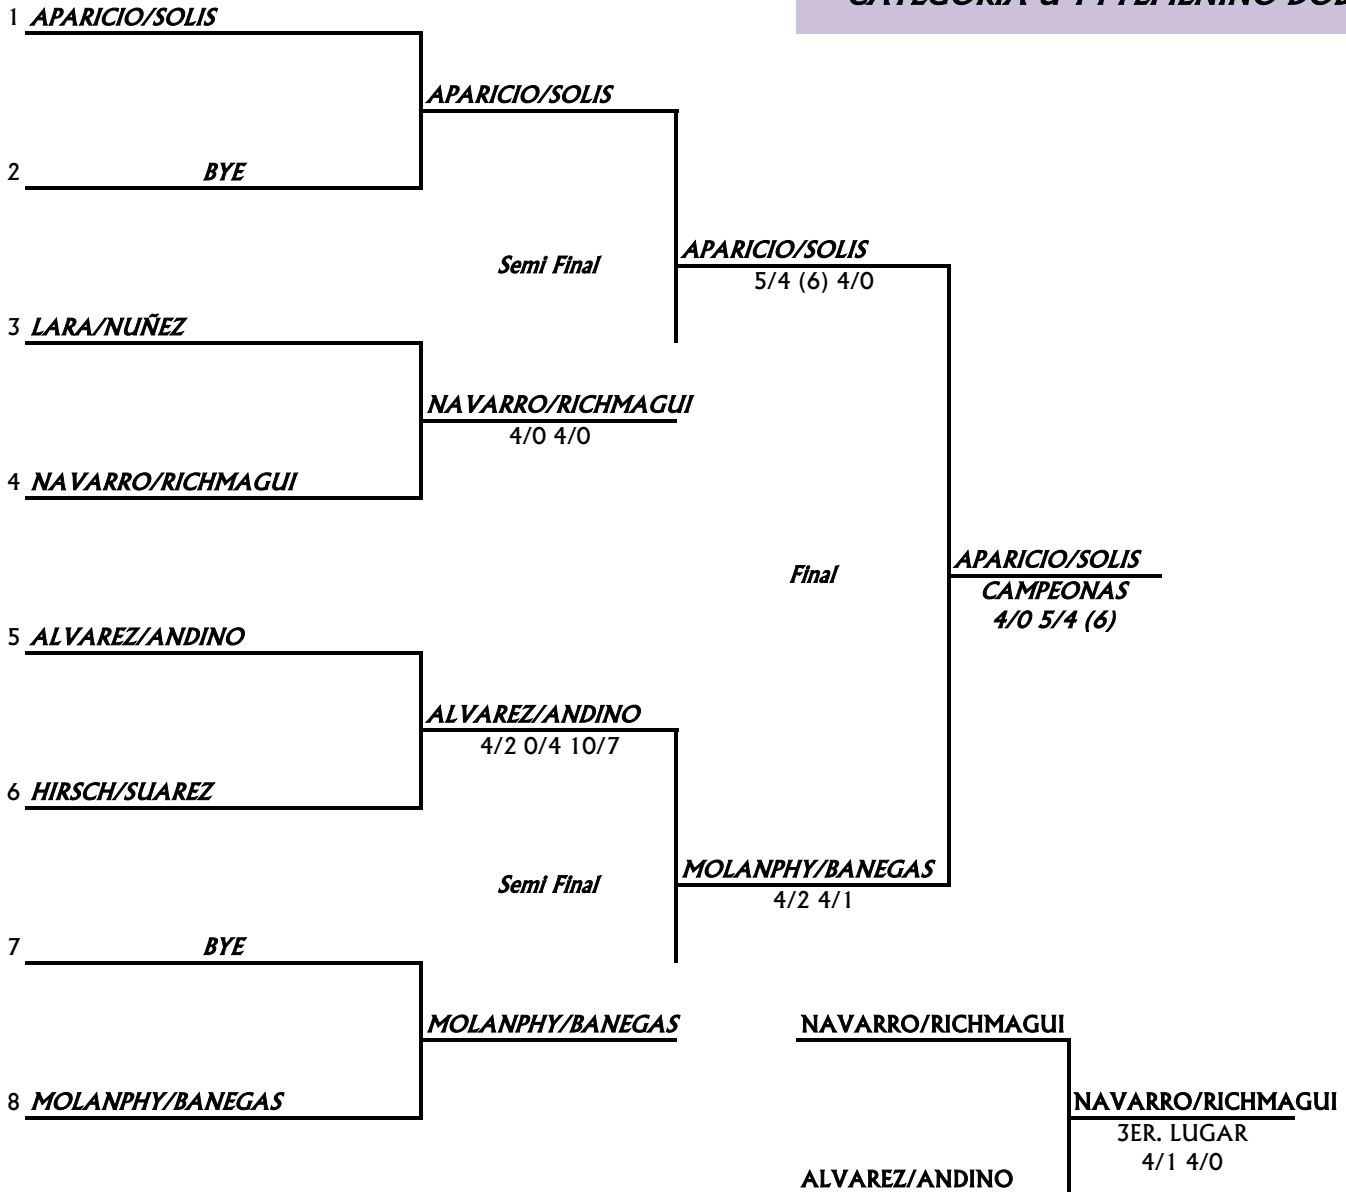 1 APARICIO/SOLIS
APARICIO/SOLIS
2 BYE
Semi Final
APARICIO/SOLIS
5/4 (6) 4/0
3 LARA/NUÑEZ
NAVARRO/RICHMAGUI
4/0 4/0
4 NAVARRO/RICHMAGUI
Final
APARICIO/SOLIS
CAMPEONAS
4/0 5/4 (6)
5 ALVAREZ/ANDINO
ALVAREZ/ANDINO
4/2 0/4 10/7
6 HIRSCH/SUAREZ
Semi Final
MOLANPHY/BANEGAS
4/2 4/1
7 BYE
MOLANPHY/BANEGAS
NAVARRO/RICHMAGUI
8 MOLANPHY/BANEGAS
NAVARRO/RICHMAGUI
3ER. LUGAR
4/1 4/0
ALVAREZ/ANDINO